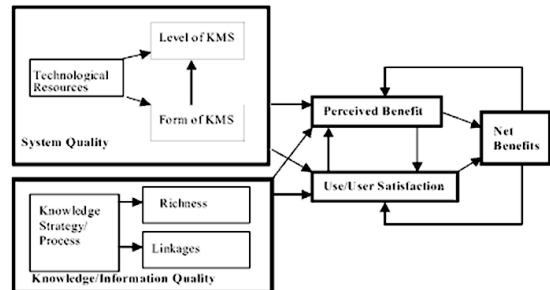 Level of KMS
Technological
Resources
Form of KMS
System Quality
Perceived Benefit
Net
Benefits
Use/User Satisfaction
Knowledge
Strategy/
Process
Richness
Linkages
Knowledge/Information Quality